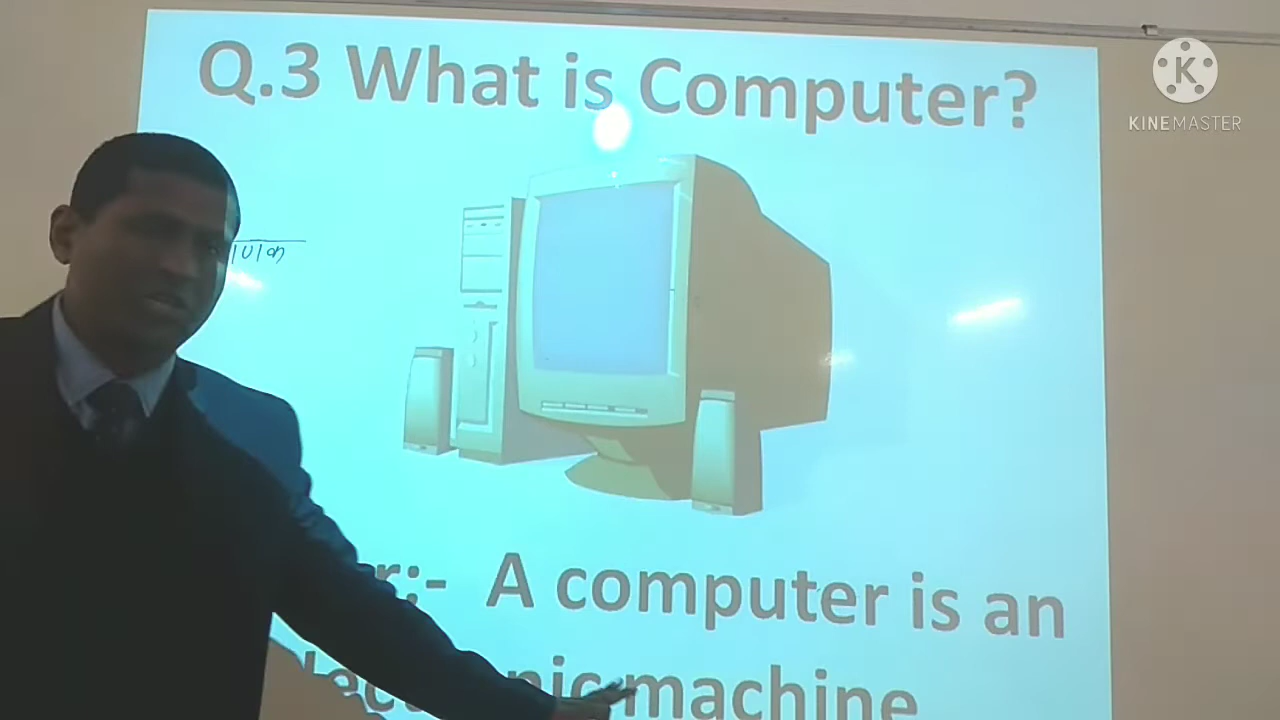 Q.3 What is Computer?
K
KINEMASTER
r:- A computer is an
machine